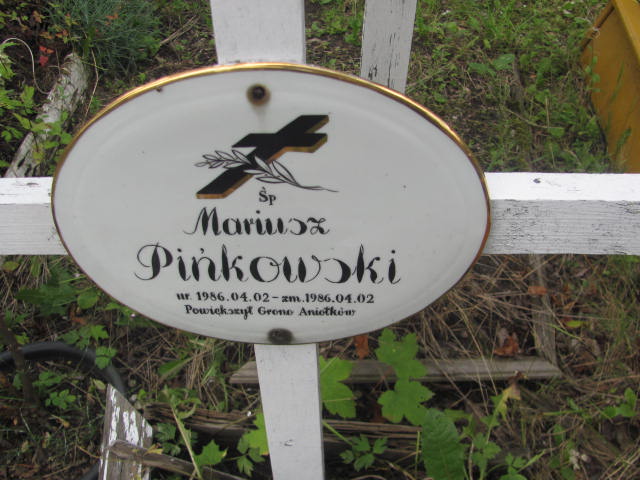 Śp
Mariusz
Pińkowski
ur. 1986.04.02 - zm. 1986.04.02
Powiększył Grono Aniołków